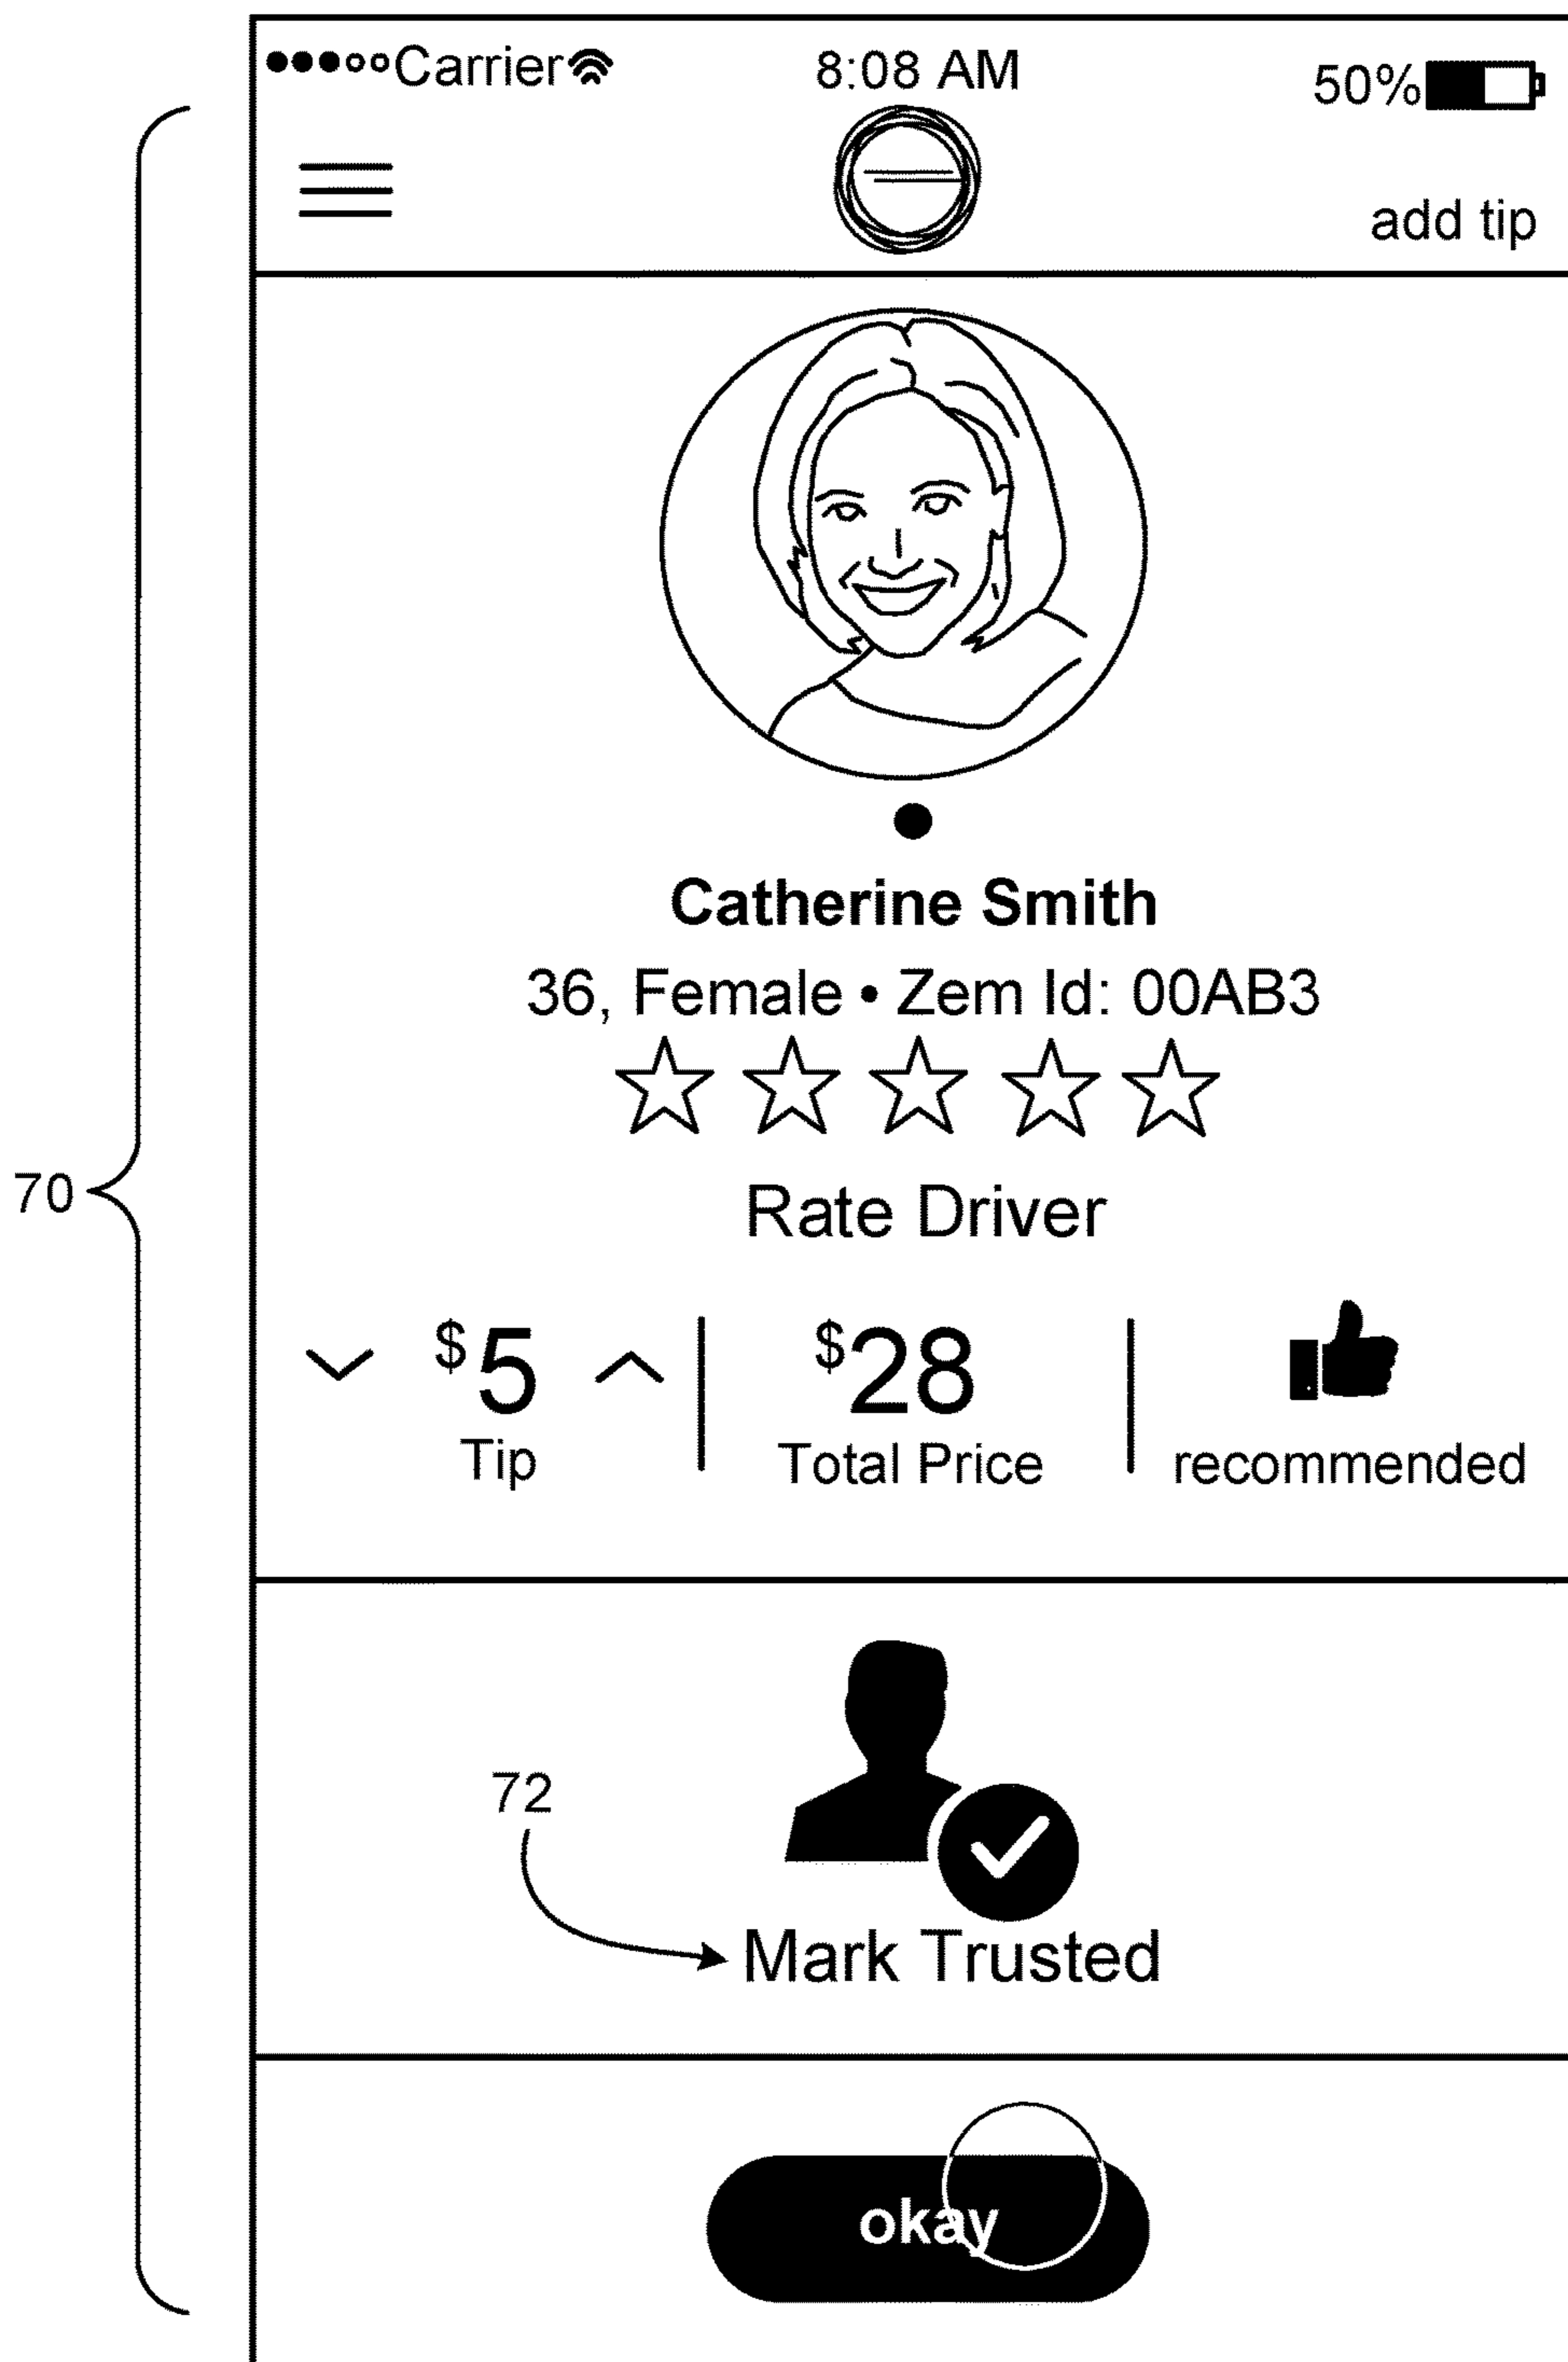 Carrier 8:08 AM 50%
add tip
Catherine Smith
36, Female • Zem Id: 00AB3
70
Rate Driver
$5 $28
Tip Total Price recommended
72
Mark Trusted
okay